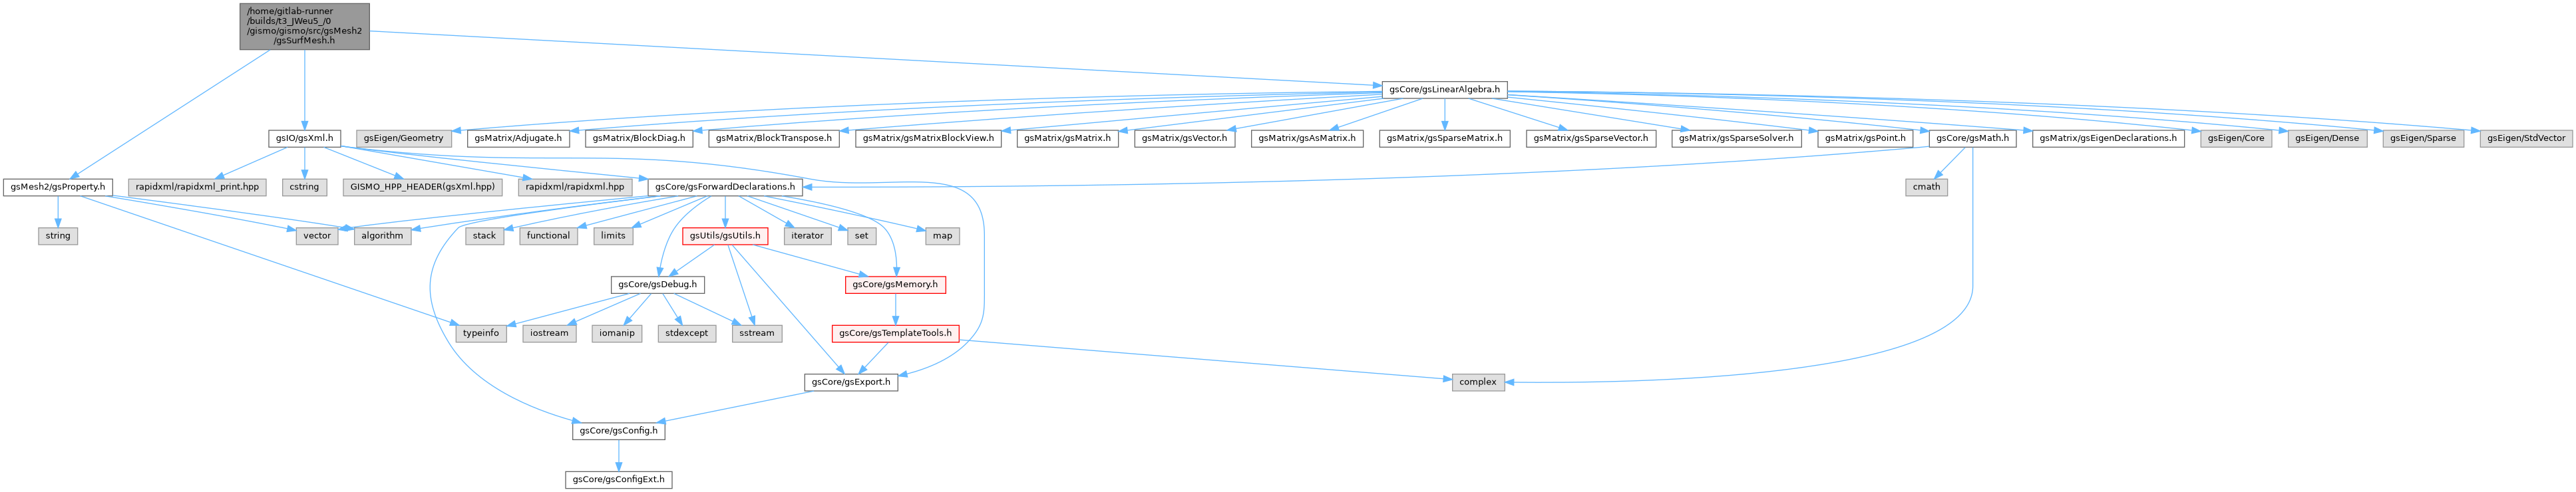 /home/gitlab-runner
/builds/t3_JWeu5_/0
/gismo/gismo/src/gsMesh2
/gsSurfMesh.h
gsCore/gsLinearAlgebra.h
gsIO/gsXml.h
gsEigen/Geometry
gsMatrix/Adjugate.h
gsMatrix/BlockDiag.h
gsMatrix/BlockTranspose.h
gsMatrix/gsMatrixBlockView.h
gsMatrix/gsMatrix.h
gsMatrix/gsVector.h
gsMatrix/gsAsMatrix.h
gsMatrix/gsSparseMatrix.h
gsMatrix/gsSparseVector.h
gsMatrix/gsSparseSolver.h
gsMatrix/gsPoint.h
gsCore/gsMath.h
gsMatrix/gsEigenDeclarations.h
gsEigen/Core
gsEigen/Dense
gsEigen/Sparse
gsEigen/StdVector
gsMesh2/gsProperty.h
rapidxml/rapidxml_print.hpp
cstring
GISMO_HPP_HEADER(gsXml.hpp)
rapidxml/rapidxml.hpp
gsCore/gsForwardDeclarations.h
cmath
string
vector
algorithm
stack
functional
limits
gsUtils/gsUtils.h
iterator
set
map
gsCore/gsDebug.h
gsCore/gsMemory.h
typeinfo
iostream
iomanip
stdexcept
sstream
gsCore/gsTemplateTools.h
gsCore/gsExport.h
complex
gsCore/gsConfig.h
gsCore/gsConfigExt.h